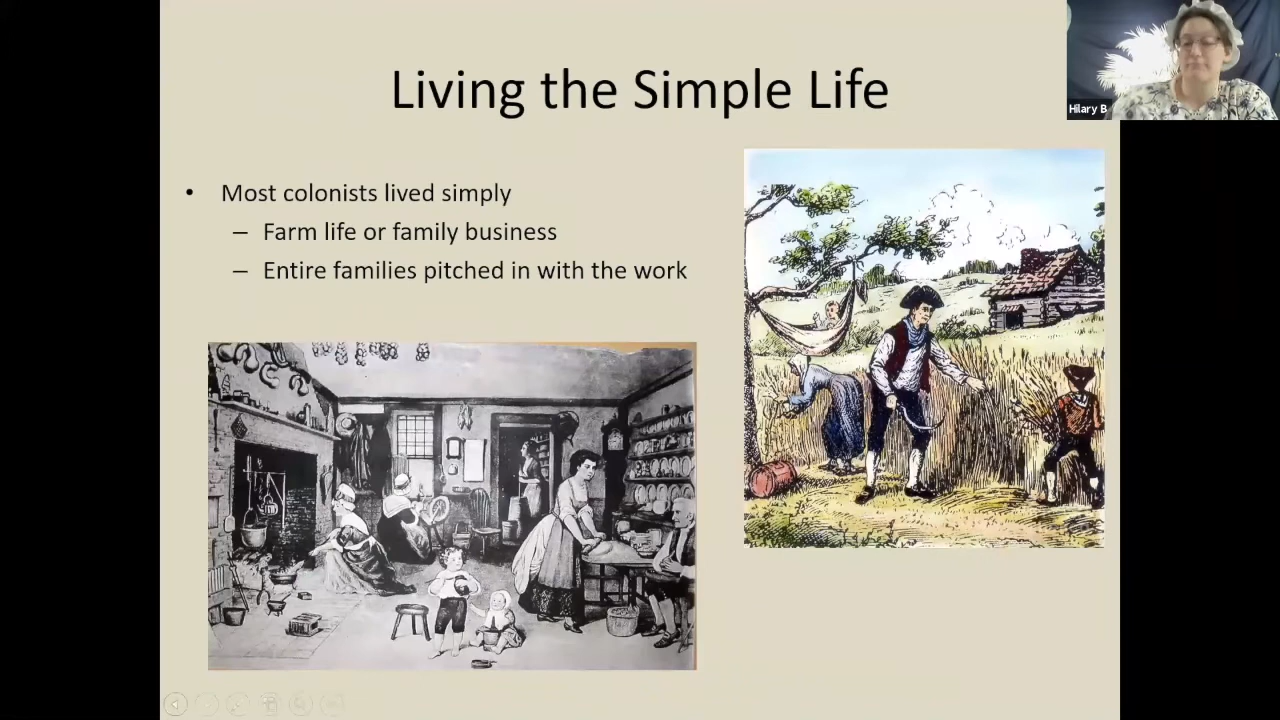 Living the Simple Life
Hilary B
• Most colonists lived simply
– Farm life or family business
– Entire families pitched in with the work